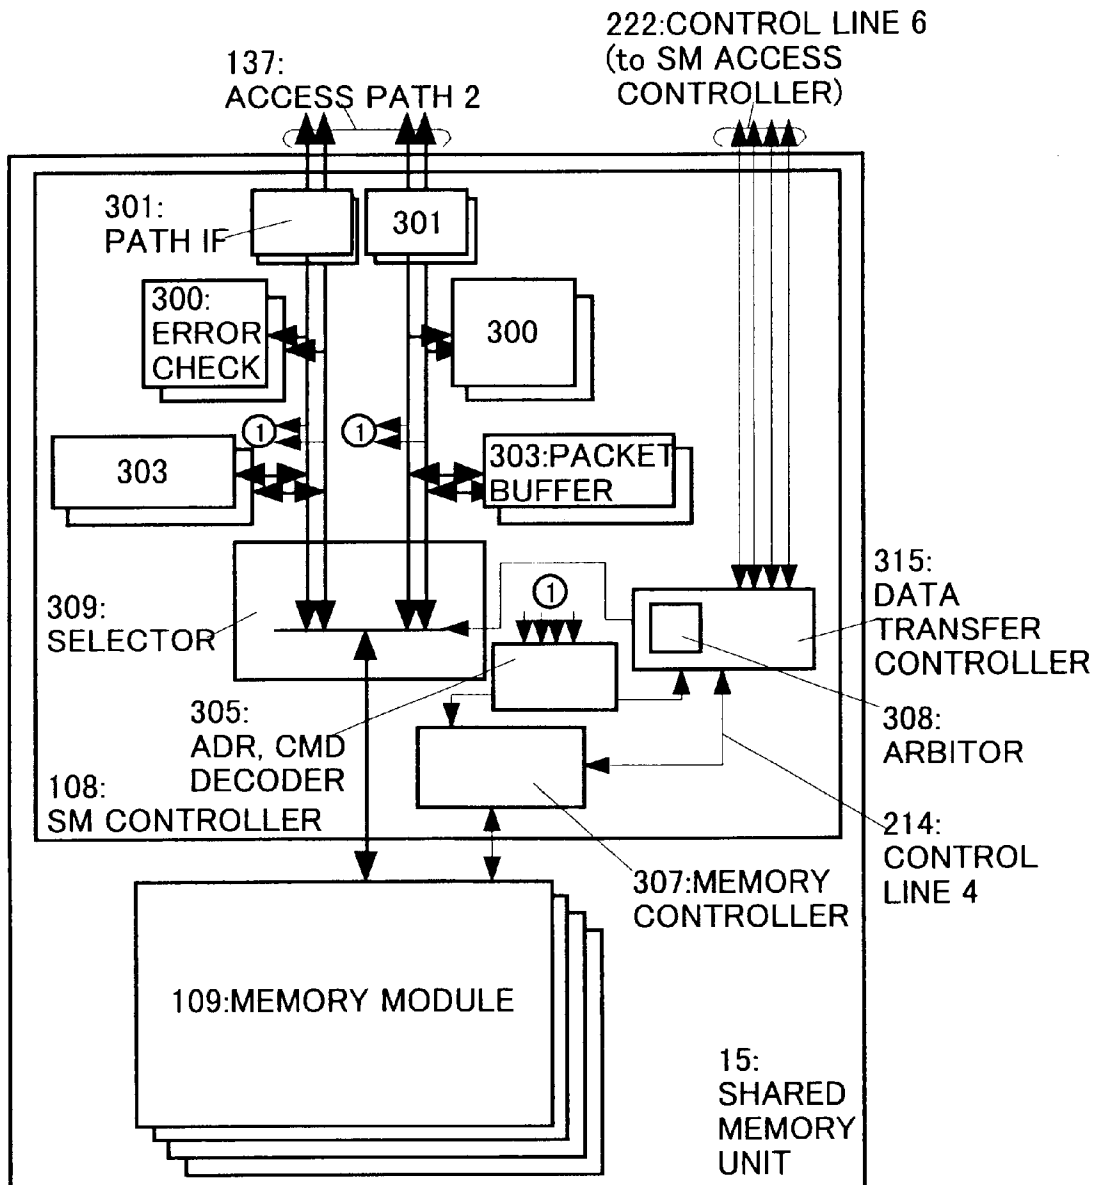 222:CONTROL LINE 6
(to SM ACCESS
CONTROLLER)
137:
ACCESS PATH 2
301:
PATH IF
301
300:
ERROR
CHECK
300
1
1
303
303:PACKET
BUFFER
309:
SELECTOR
1
315:
DATA
TRANSFER
CONTROLLER
305:
ADR, CMD
DECODER
308:
ARBITOR
108:
SM CONTROLLER
214:
CONTROL
LINE 4
307:MEMORY
CONTROLLER
109:MEMORY MODULE
15:
SHARED
MEMORY
UNIT